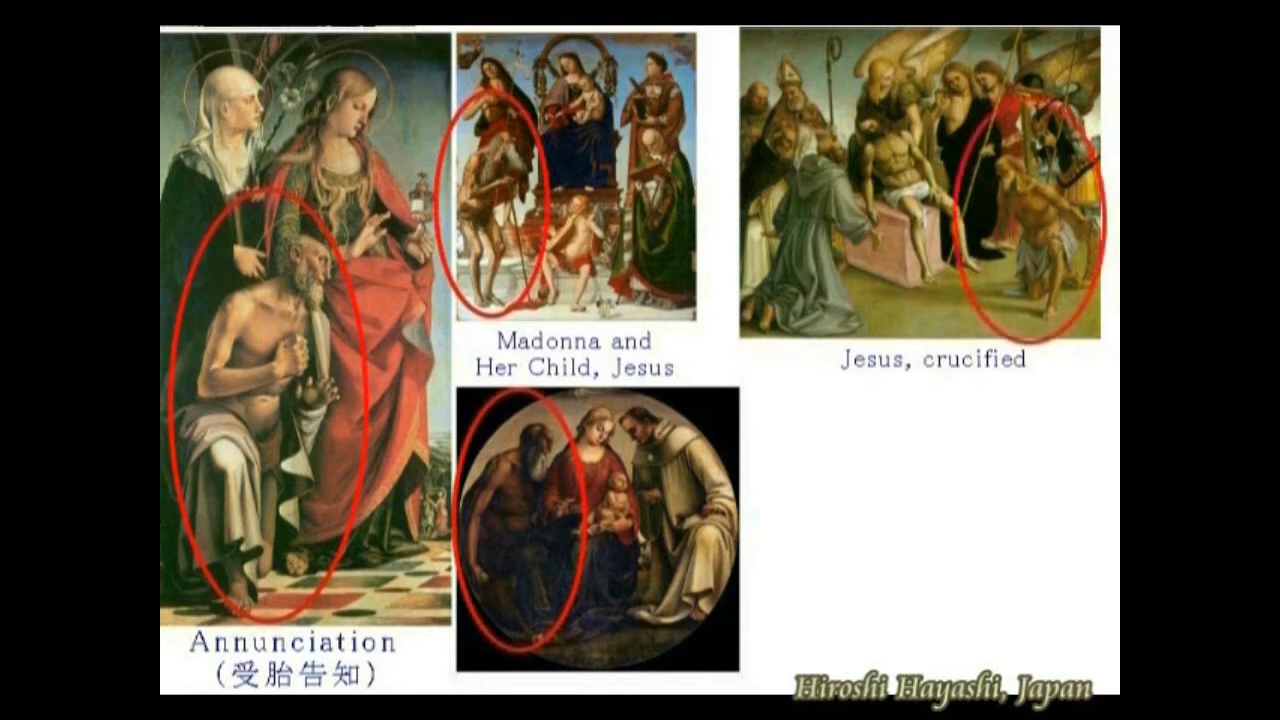 Madonna and
Her Child, Jesus
Jesus, crucified
Annunciation
(受胎告知)
Hiroshi Hayashi, Japan